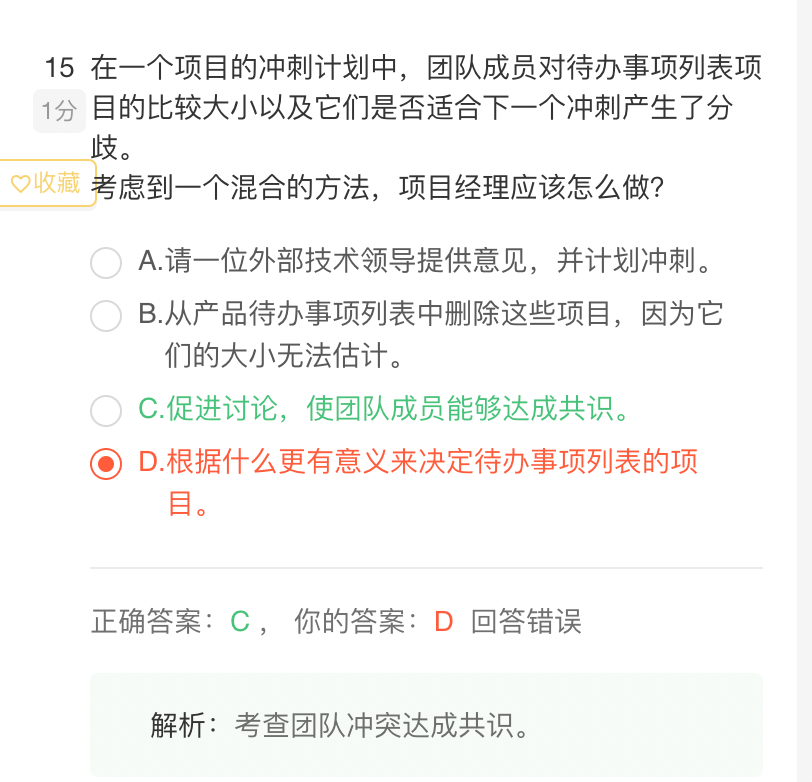 15 在一个项目的冲刺计划中，团队成员对待办事项列表项
1分 目的比较大小以及它们是否适合下一个冲刺产生了分
歧。
收藏 考虑到一个混合的方法，项目经理应该怎么做?
A.请一位外部技术领导提供意见，并计划冲刺。
B.从产品待办事项列表中删除这些项目，因为它
们的大小无法估计。
C.促进讨论，使团队成员能够达成共识。
D.根据什么更有意义来决定待办事项列表的项
目。
正确答案：C ， 你的答案：D 回答错误
解析：考查团队冲突达成共识。